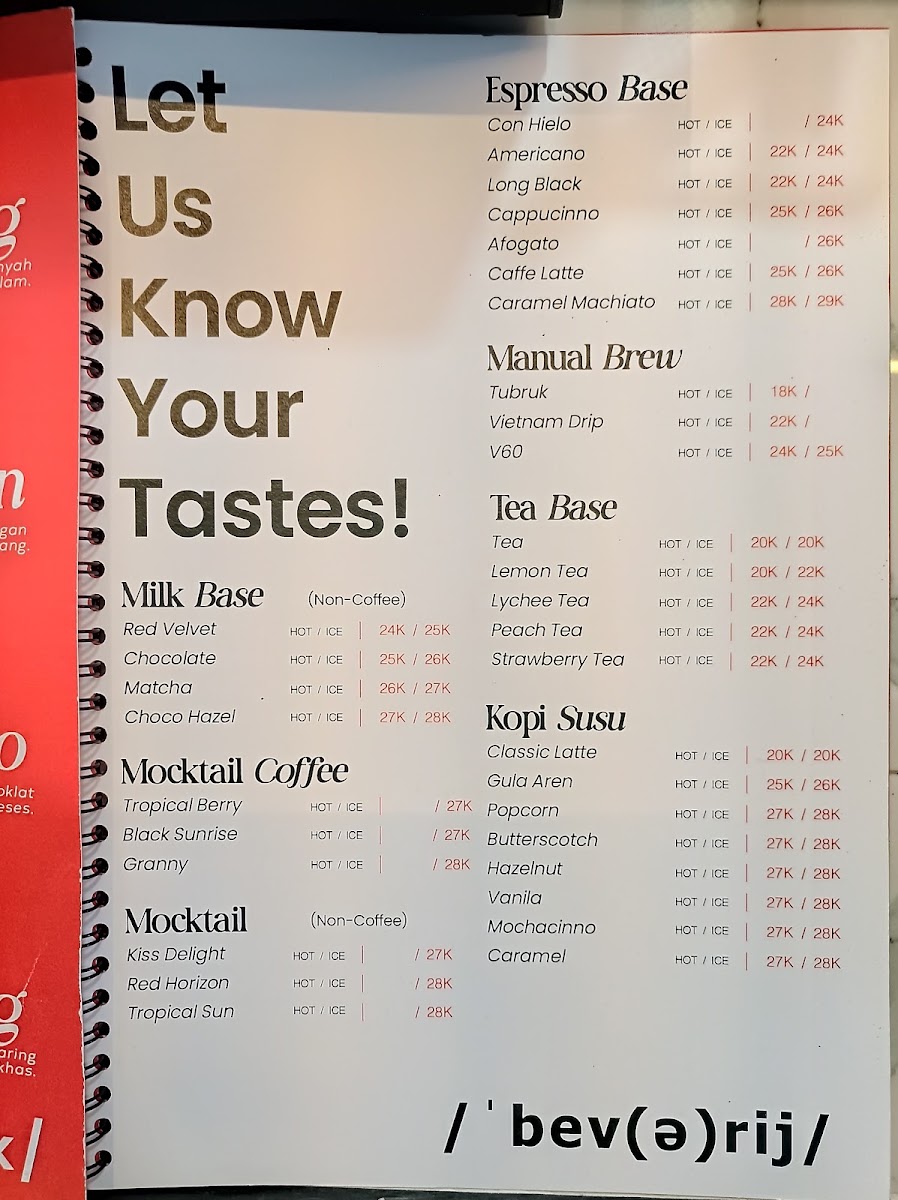 Let
Us
Know
Your
Tastes!
Milk Base (Non-Coffee)
Red Velvet HOT / ICE | 24K / 25K
Chocolate HOT / ICE | 25K / 26K
Matcha HOT / ICE | 26K / 27K
Choco Hazel HOT / ICE | 27K / 28K
Mocktail Coffee
Tropical Berry HOT / ICE | / 27K
Black Sunrise HOT / ICE | / 27K
Granny HOT / ICE | / 28K
Mocktail (Non-Coffee)
Kiss Delight HOT / ICE | / 27K
Red Horizon HOT / ICE | / 28K
Tropical Sun HOT / ICE | / 28K
Espresso Base
Con Hielo HOT / ICE | / 24K
Americano HOT / ICE | 22K / 24K
Long Black HOT / ICE | 22K / 24K
Cappucinno HOT / ICE | 25K / 26K
Afogato HOT / ICE | / 26K
Caffe Latte HOT / ICE | 25K / 26K
Caramel Machiato HOT / ICE | 28K / 29K
Manual Brew
Tubruk HOT / ICE | 18K /
Vietnam Drip HOT / ICE | 22K /
V60 HOT / ICE | 24K / 25K
Tea Base
Tea HOT / ICE | 20K / 20K
Lemon Tea HOT / ICE | 20K / 22K
Lychee Tea HOT / ICE | 22K / 24K
Peach Tea HOT / ICE | 22K / 24K
Strawberry Tea HOT / ICE | 22K / 24K
Kopi Susu
Classic Latte HOT / ICE | 20K / 20K
Gula Aren HOT / ICE | 25K / 26K
Popcorn HOT / ICE | 27K / 28K
Butterscotch HOT / ICE | 27K / 28K
Hazelnut HOT / ICE | 27K / 28K
Vanila HOT / ICE | 27K / 28K
Mochacinno HOT / ICE | 27K / 28K
Caramel HOT / ICE | 27K / 28K
/ˈbev(ə)rij/